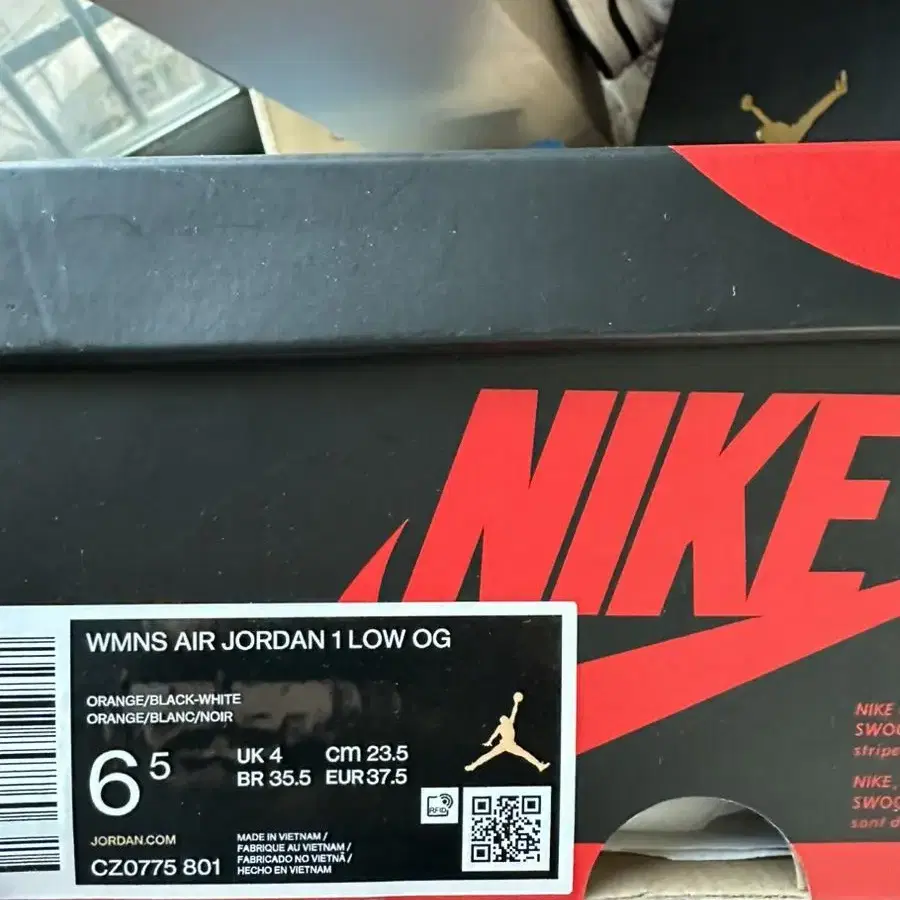 NIKE
WMNS AIR JORDAN 1 LOW OG
ORANGE/BLACK-WHITE
ORANGE/BLANC/NOIR
6 5
UK 4 cm 23.5
BR 35.5 EUR 37.5
RFID
JORDAN.COM
CZ0775 801
MADE IN VIETNAM /
FABRIQUE AU VIETNAM /
FABRICADO NO VIETNÃ /
HECHO EN VIETNAM
NIKE
stripe
NIKE,
sont d